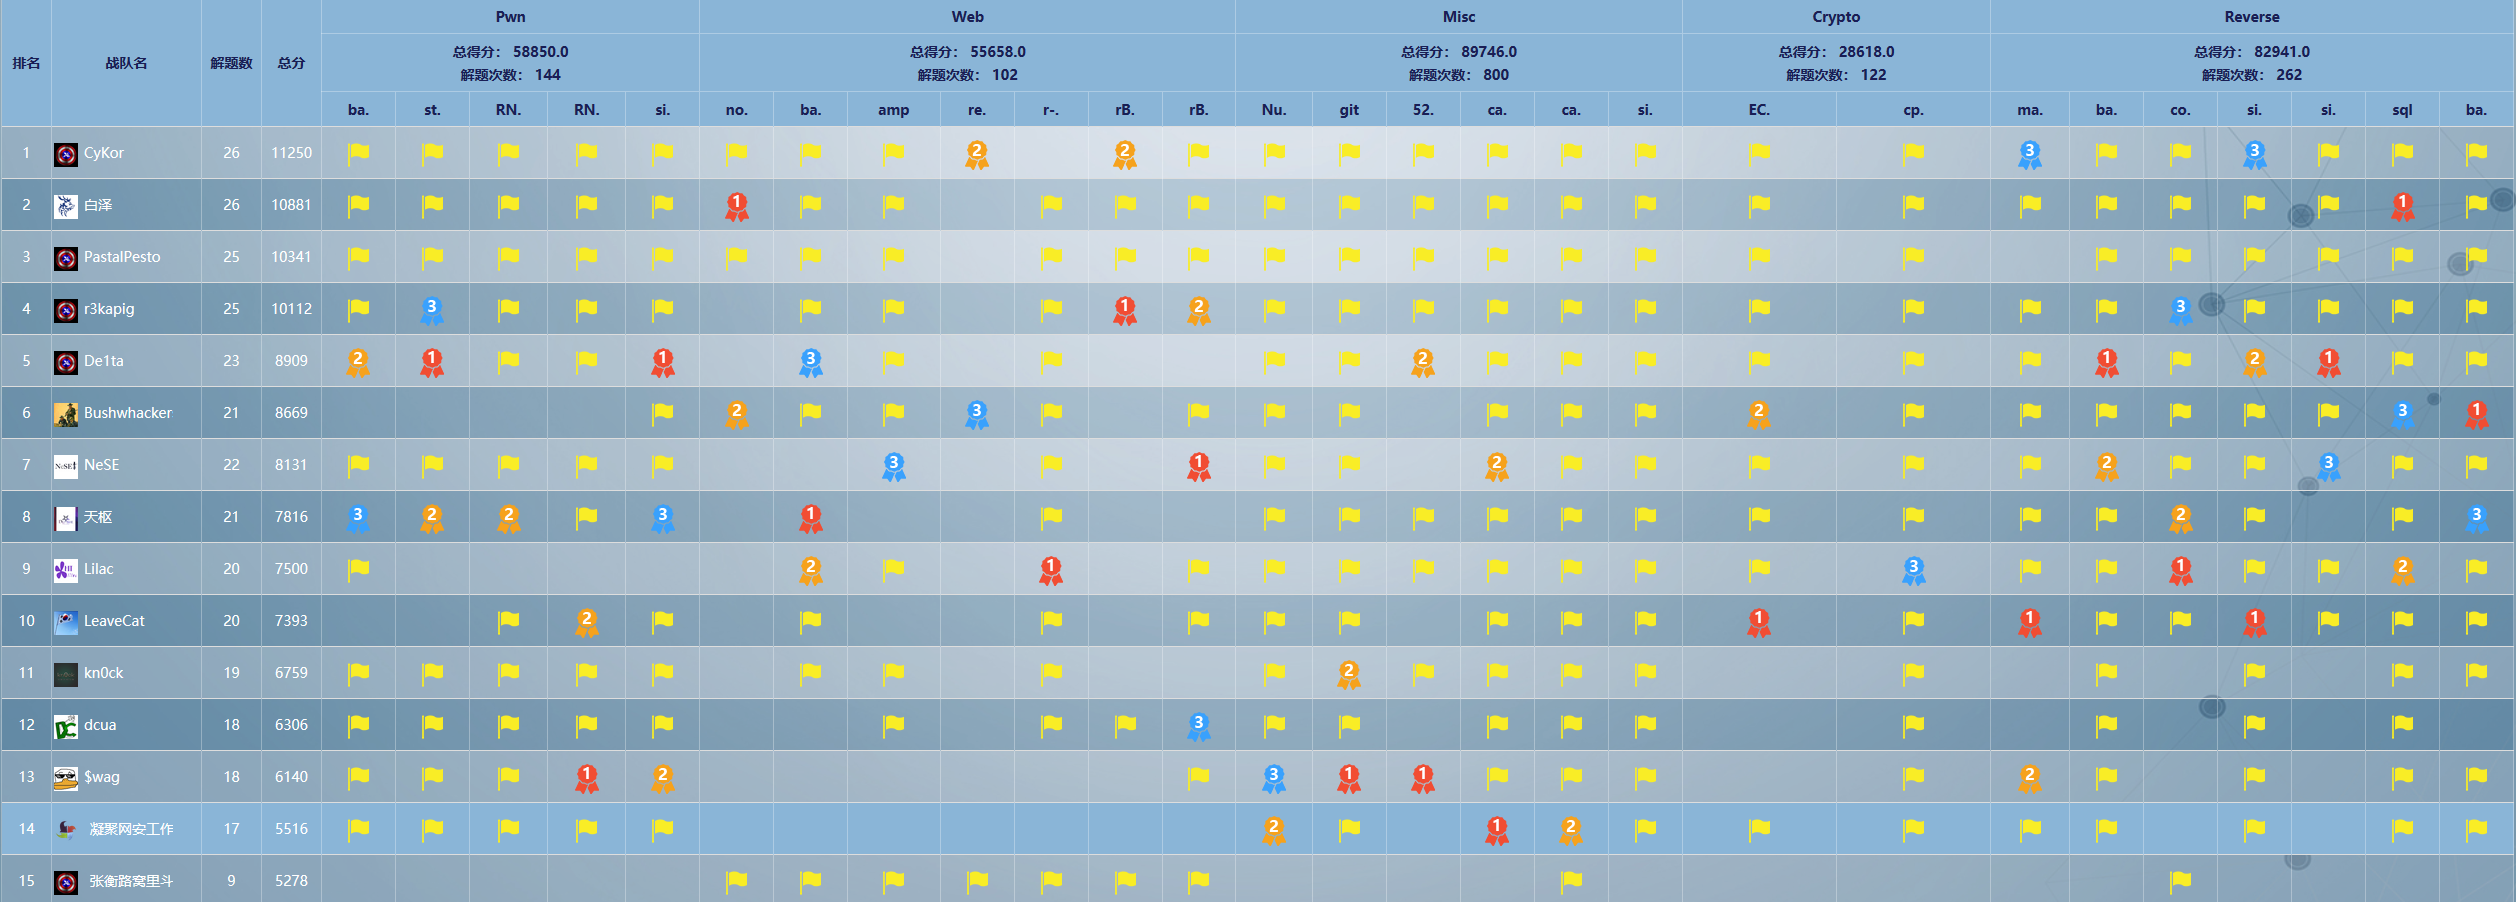 Pwn Web Misc Crypto Reverse
排名 战队名 解题数 总分
总得分： 58850.0 总得分： 55658.0 总得分： 89746.0 总得分： 28618.0 总得分： 82941.0
解题次数： 144 解题次数： 102 解题次数： 800 解题次数： 122 解题次数： 262
ba. st. RN. RN. si. no. ba. amp re. r-. rB. rB. Nu. git 52. ca. ca. si. EC. cp. ma. ba. co. si. si. sql ba.
1 CyKor 26 11250 2 2 3 3
2 白泽 26 10881 1 1
3 PastalPesto 25 10341
4 r3kapig 25 10112 3 1 2 3
5 De1ta 23 8909 2 1 1 3 2 1 2 1
6 Bushwhacker 21 8669 2 3 2 3 1
7 NeSE 22 8131 3 1 2 2 3
8 天枢 21 7816 3 2 2 3 1 2 3
9 Lilac 20 7500 2 1 3 1 2
10 LeaveCat 20 7393 2 1 1 1
11 kn0ck 19 6759 2
12 dcua 18 6306 3
13 $wag 18 6140 1 2 3 1 1 2
14 凝聚网安工作 17 5516 2 1 2
15 张衡路窝里斗 9 5278